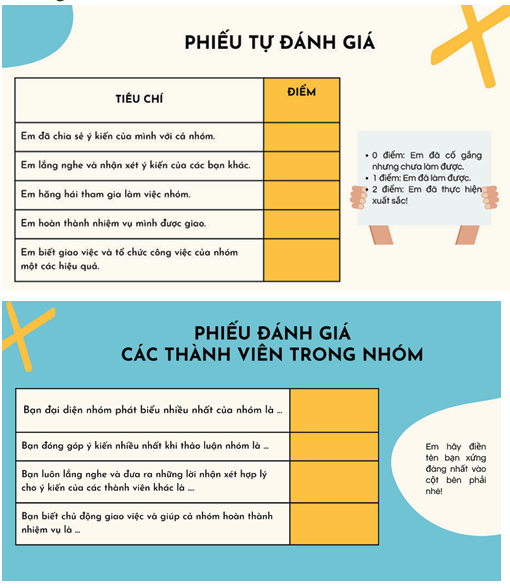 PHIẾU TỰ ĐÁNH GIÁ
TIÊU CHÍ
ĐIỂM
Em đã chia sẻ ý kiến của mình với cả nhóm.
Em lắng nghe và nhận xét ý kiến của các bạn khác.
Em hăng hái tham gia làm việc nhóm.
Em hoàn thành nhiệm vụ mình được giao.
Em biết giao việc và tổ chức công việc của nhóm
một các hiệu quả.
• 0 điểm: Em đã cố gắng
nhưng chưa làm được.
• 1 điểm: Em đã làm được.
• 2 điểm: Em đã thực hiện
xuất sắc!
PHIẾU ĐÁNH GIÁ
CÁC THÀNH VIÊN TRONG NHÓM
Bạn đại diện nhóm phát biểu nhiều nhất của nhóm là ...
Bạn đóng góp ý kiến nhiều nhất khi thảo luận nhóm là ...
Bạn luôn lắng nghe và đưa ra những lời nhận xét hợp lý
cho ý kiến của các thành viên khác là ...
Bạn biết chủ động giao việc và giúp cả nhóm hoàn thành
nhiệm vụ là ...
Em hãy điền
tên bạn xứng
đáng nhất vào
cột bên phải
nhé!